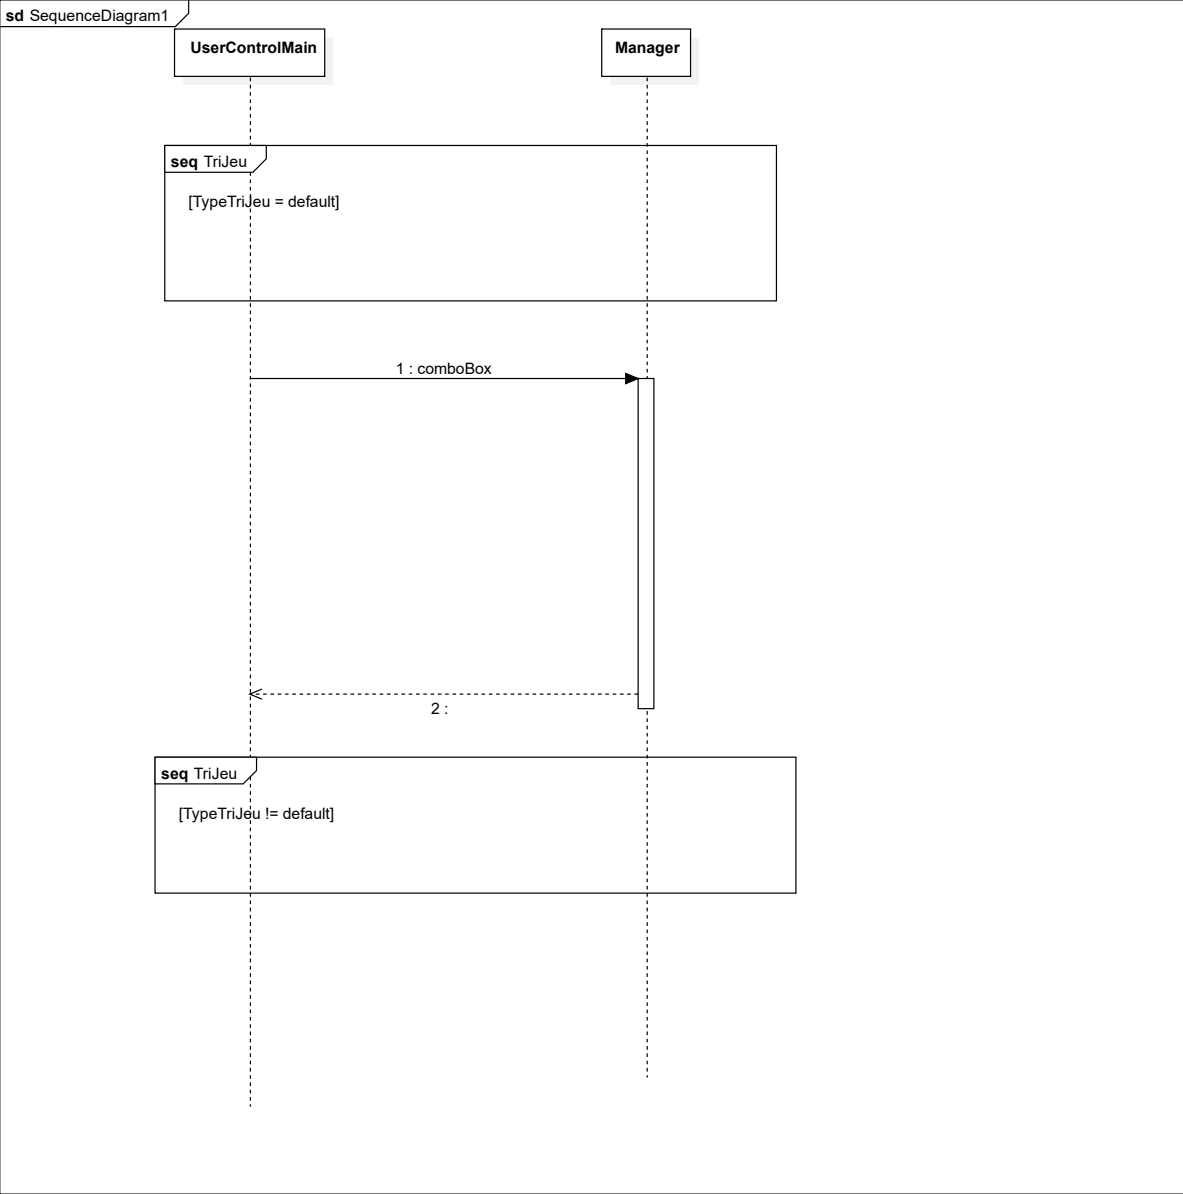 sd SequenceDiagram1
UserControlMain
Manager
seq TriJeu
[TypeTriJeu = default]
1 : comboBox
2 :
seq TriJeu
[TypeTriJeu != default]